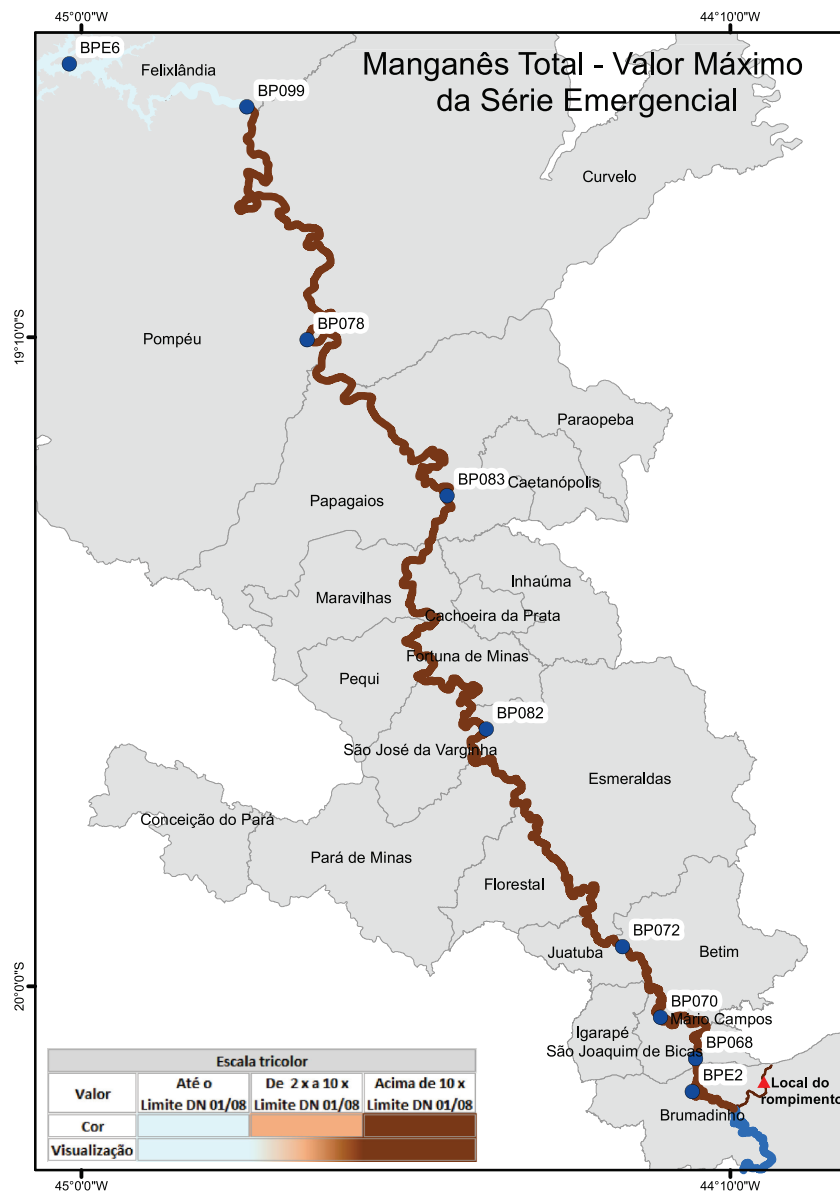 45°0'0"W
44°10'0"W
Manganês Total - Valor Máximo
da Série Emergencial
BPE6
Felixlândia
BP099
Curvelo
19°10'0"S
BP078
Pompéu
Paraopeba
BP083
Caetanópolis
Papagaios
Inhaúma
Maravilhas
Cachoeira da Prata
Fortuna de Minas
Pequi
BP082
São José da Varginha
Esmeraldas
Conceição do Pará
Pará de Minas
Florestal
BP072
Juatuba
Betim
20°0'0"S
BP070
Mário Campos
Igarapé
BP068
São Joaquim de Bicas
BPE2
Local do
rompimento
Brumadinho
Escala tricolor
Valor
Até o
Limite DN 01/08
De 2 x a 10 x
Limite DN 01/08
Acima de 10 x
Limite DN 01/08
Cor
Visualização
45°0'0"W
44°10'0"W